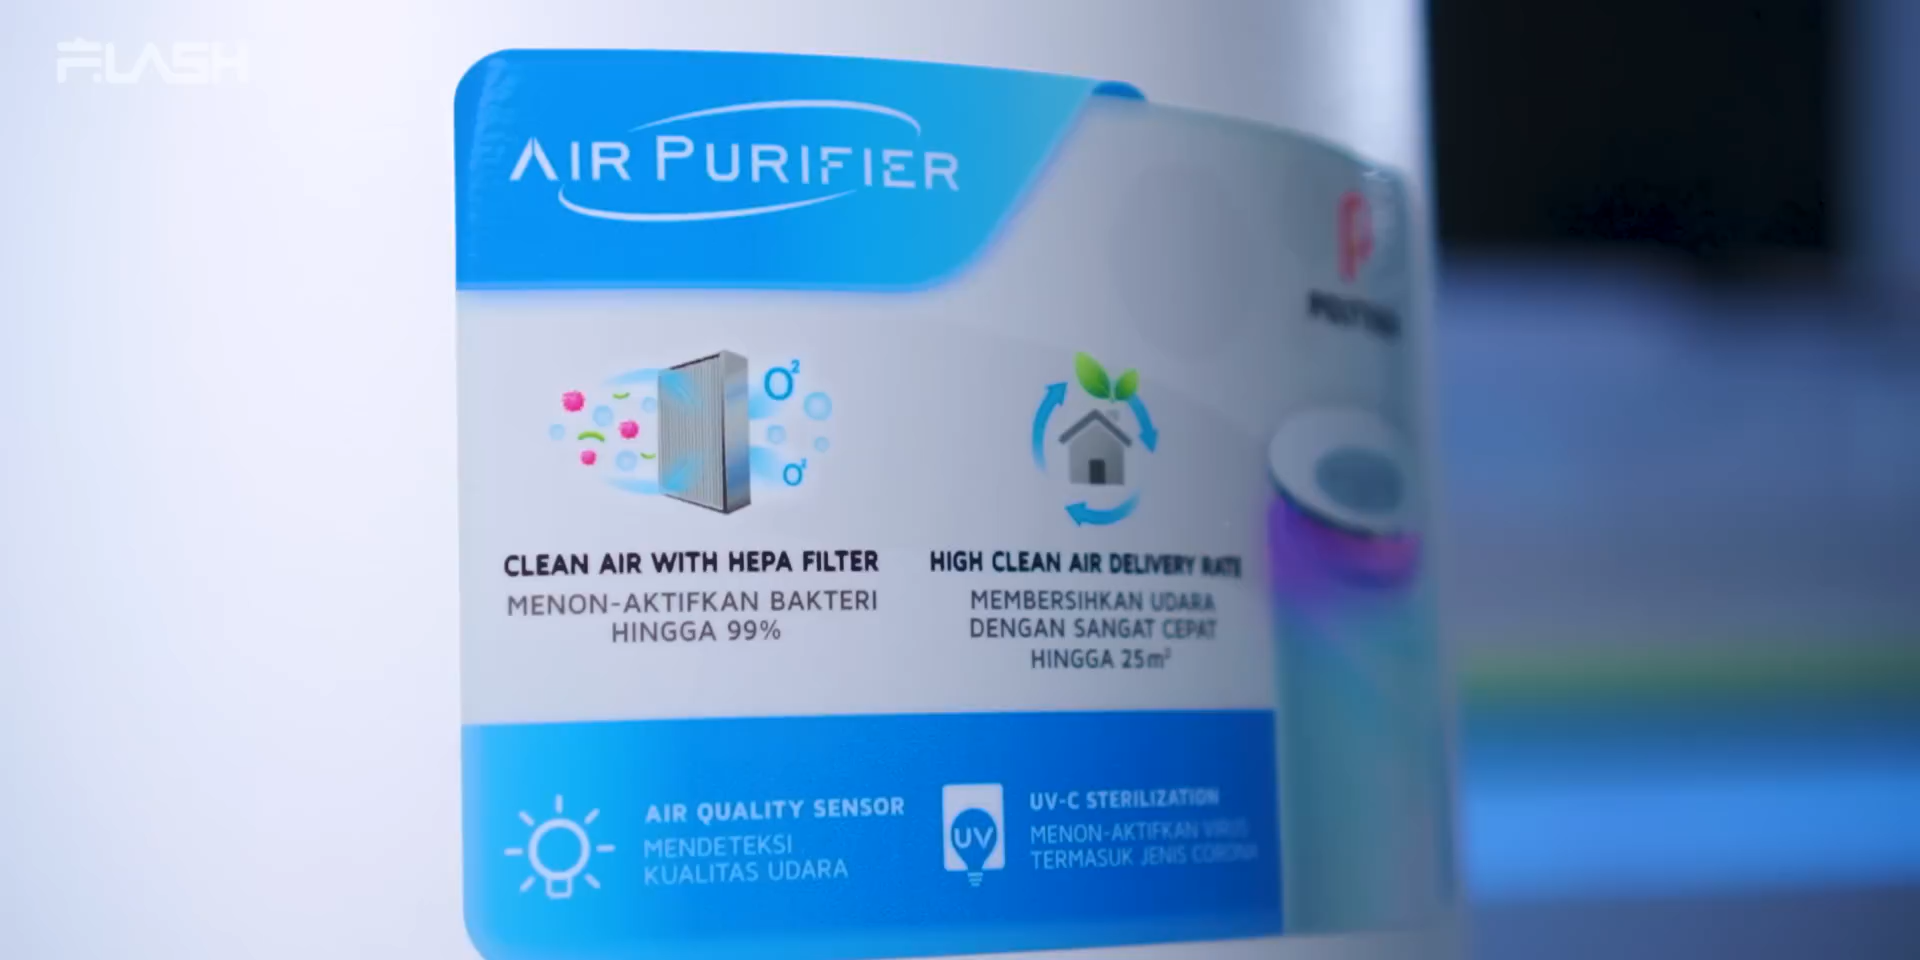 FLASH
AIR PURIFIER
O²
O²
CLEAN AIR WITH HEPA FILTER
MENON-AKTIFKAN BAKTERI
HINGGA 99%
HIGH CLEAN AIR DELIVERY RATE
MEMBERSIHKAN UDARA
DENGAN SANGAT CEPAT
HINGGA 25m²
AIR QUALITY SENSOR
MENDETEKSI
KUALITAS UDARA
UV
UV-C STERILIZATION
MENON-AKTIFKAN VIRUS
TERMASUK JENIS CORONA